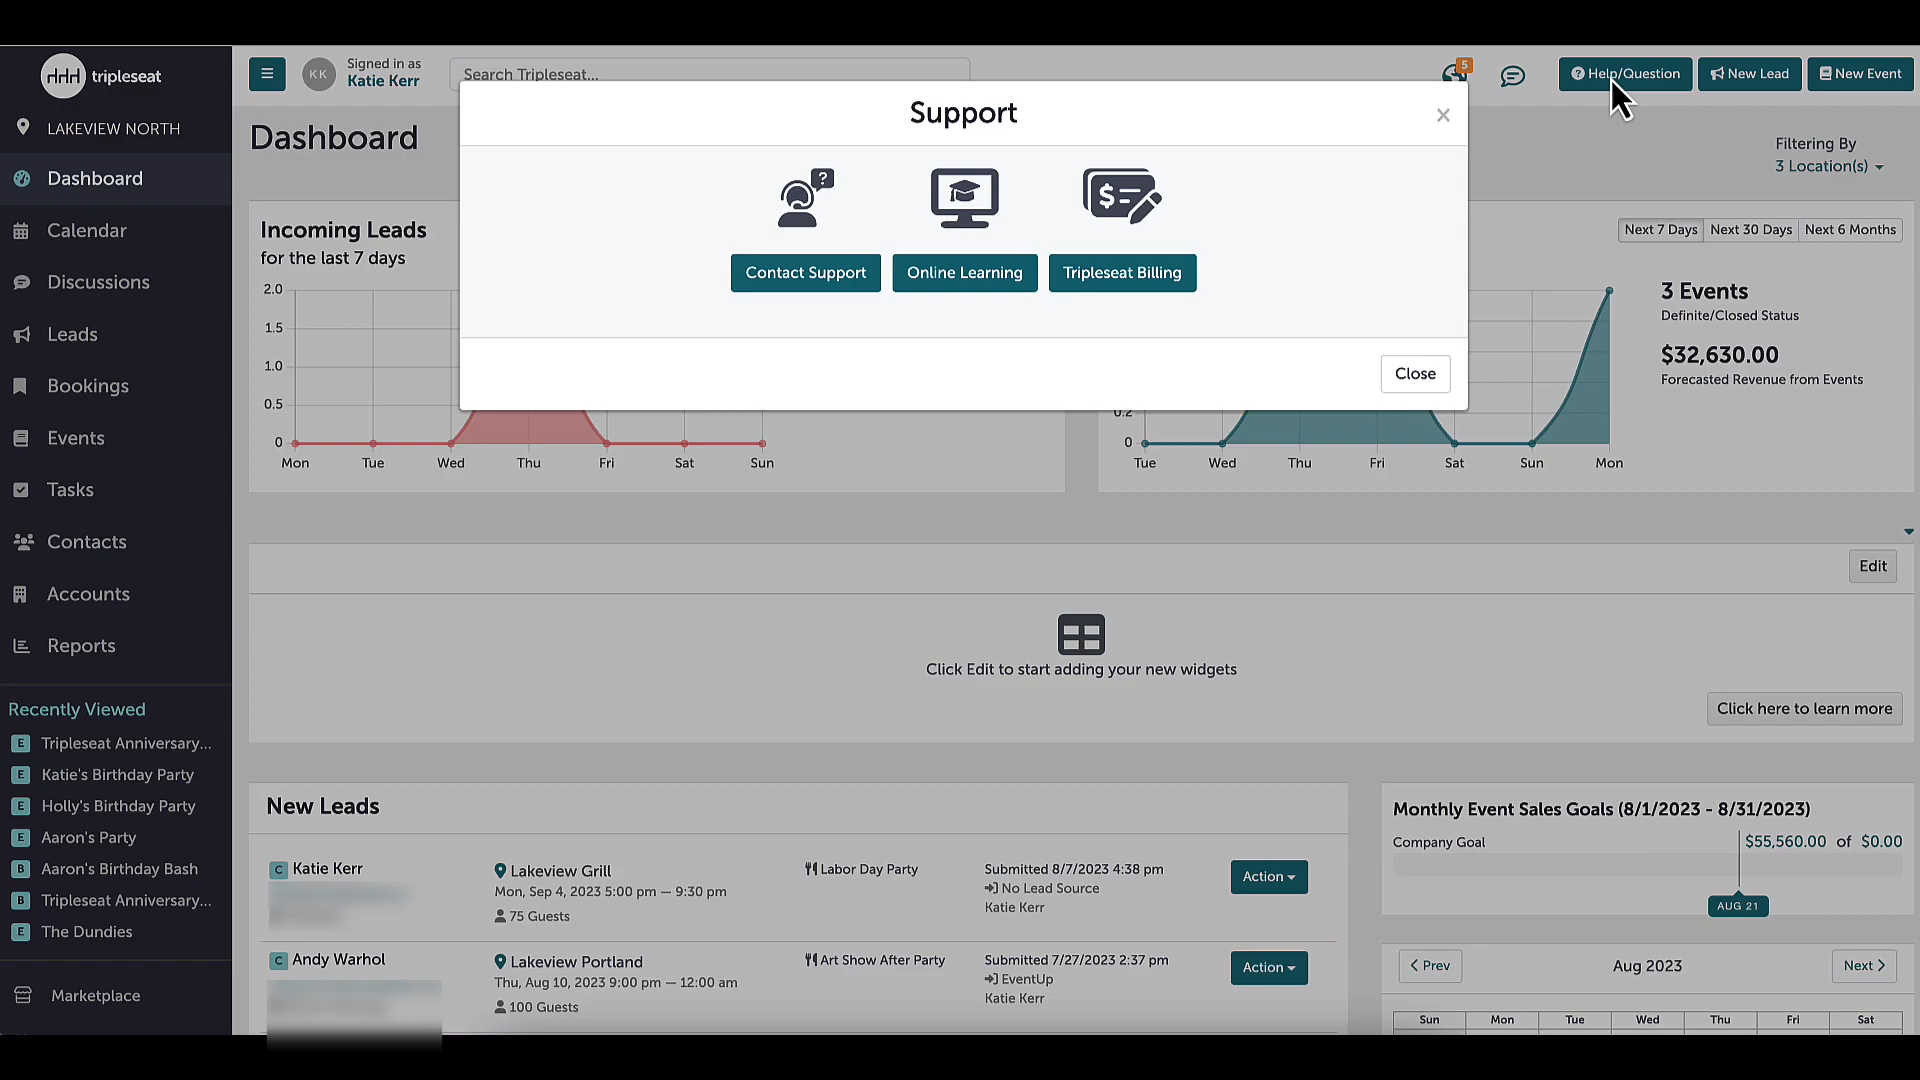 tripleseat
LAKEVIEW NORTH
Dashboard
Calendar
Discussions
Leads
Bookings
Events
Tasks
Contacts
Accounts
Reports
Recently Viewed
E Tripleseat Anniversary...
E Katie's Birthday Party
E Holly's Birthday Party
E Aaron's Party
B Aaron's Birthday Bash
B Tripleseat Anniversary...
E The Dundies
Marketplace
KK
Signed in as
Katie Kerr
Search Tripleseat...
5
Help/Question
New Lead
New Event
Support
×
?
$
Contact Support
Online Learning
Tripleseat Billing
Close
Dashboard
Filtering By
3 Location(s)
Incoming Leads
for the last 7 days
2.0
1.5
1.0
0.5
0
Mon Tue Wed Thu Fri Sat Sun
Next 7 Days
Next 30 Days
Next 6 Months
3 Events
Definite/Closed Status
$32,630.00
Forecasted Revenue from Events
0.2
0
Tue Wed Thu Fri Sat Sun Mon
Edit
Click Edit to start adding your new widgets
Click here to learn more
New Leads
C Katie Kerr
Lakeview Grill
Mon, Sep 4, 2023 5:00 pm — 9:30 pm
75 Guests
Labor Day Party
Submitted 8/7/2023 4:38 pm
No Lead Source
Katie Kerr
Action
C Andy Warhol
Lakeview Portland
Thu, Aug 10, 2023 9:00 pm — 12:00 am
100 Guests
Art Show After Party
Submitted 7/27/2023 2:37 pm
EventUp
Katie Kerr
Action
Monthly Event Sales Goals (8/1/2023 - 8/31/2023)
Company Goal
$55,560.00 of $0.00
AUG 21
Prev
Aug 2023
Next
Sun Mon Tue Wed Thu Fri Sat